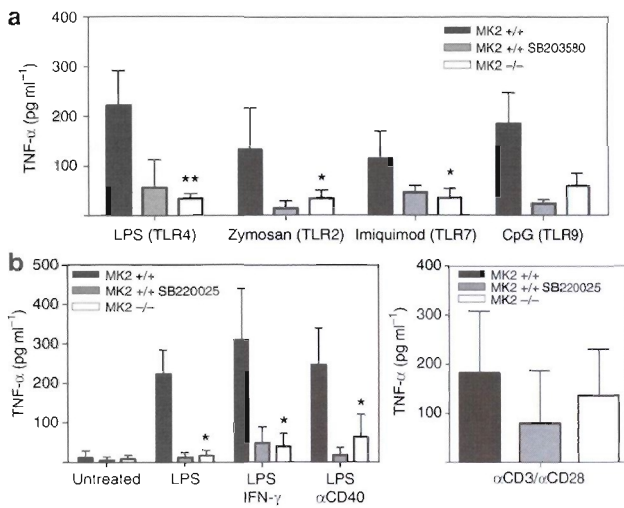 a
400
300
200
100
TNF-α (pg ml⁻¹)
MK2 +/+
MK2 +/+ SB203580
MK2 −/−
** * *
LPS (TLR4) Zymosan (TLR2) Imiquimod (TLR7) CpG (TLR9)
b
500
400
300
200
100
TNF-α (pg ml⁻¹)
MK2 +/+
MK2 +/+ SB220025
MK2 −/−
* * *
Untreated LPS LPS LPS
IFN-γ αCD40
400
300
200
100
TNF-α (pg ml⁻¹)
MK2 +/+
MK2 +/+ SB220025
MK2 −/−
αCD3/αCD28